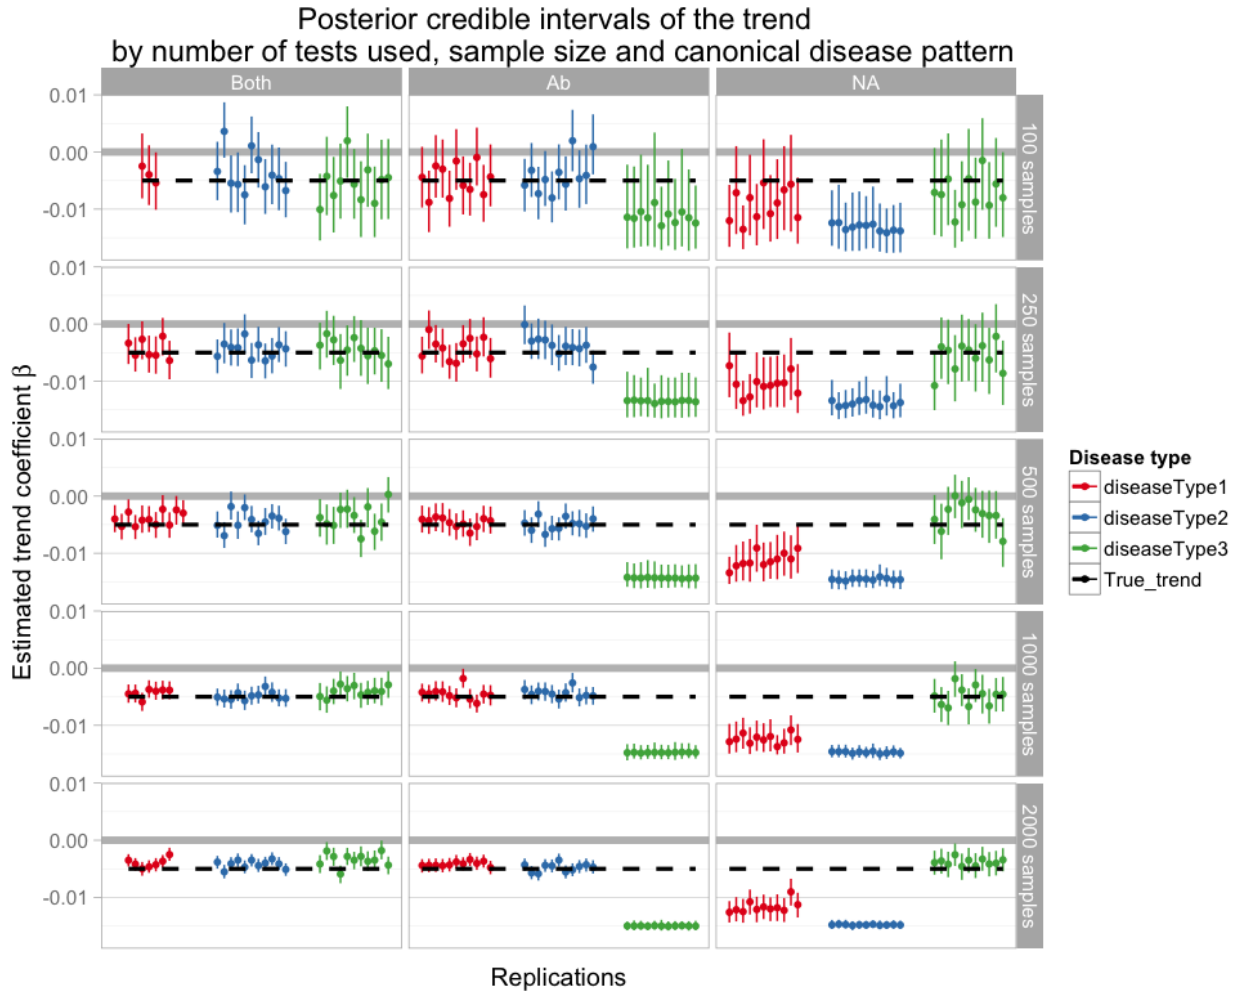 Posterior credible intervals of the trend
by number of tests used, sample size and canonical disease pattern
Both
Ab
NA
0.01
0.00
-0.01
100 samples
0.01
0.00
-0.01
250 samples
0.01
0.00
-0.01
500 samples
0.01
0.00
-0.01
1000 samples
0.01
0.00
-0.01
2000 samples
Estimated trend coefficient β
Replications
Disease type
diseaseType1
diseaseType2
diseaseType3
True_trend